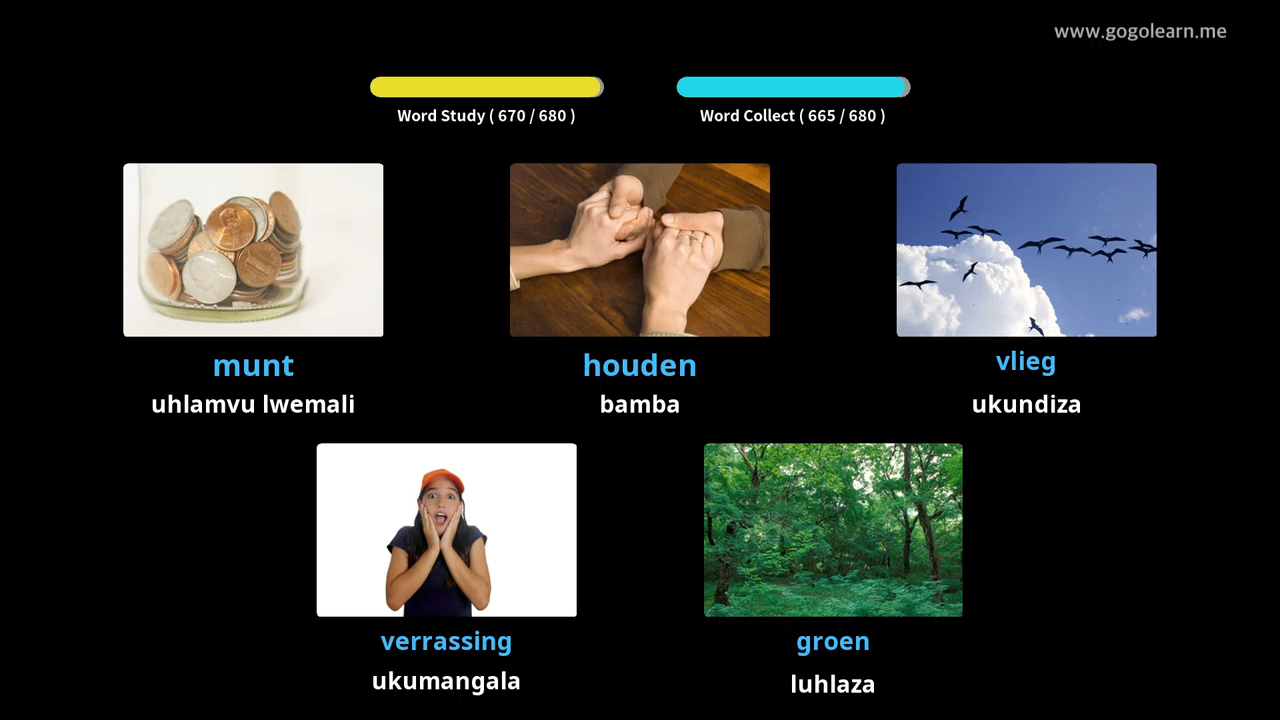 www.gogolearn.me
Word Study ( 670 / 680 )
Word Collect ( 665 / 680 )
munt
uhlamvu lwemali
houden
bamba
vlieg
ukundiza
verrassing
ukumangala
groen
luhlaza